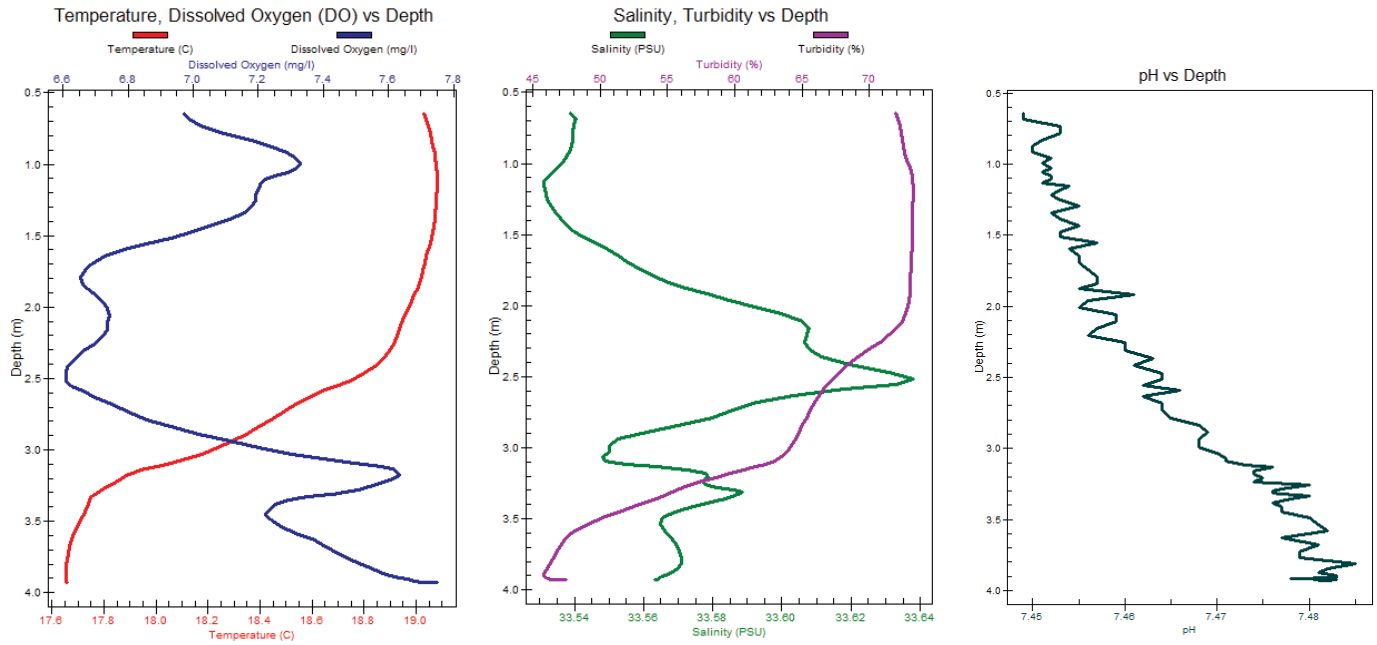 Temperature, Dissolved Oxygen (DO) vs Depth
Temperature (C)
Dissolved Oxygen (mg/l)
Dissolved Oxygen (mg/l)
6.6 6.8 7.0 7.2 7.4 7.6 7.8
Depth (m)
0.5
1.0
1.5
2.0
2.5
3.0
3.5
4.0
17.6 17.8 18.0 18.2 18.4 18.6 18.8 19.0
Temperature (C)
Salinity, Turbidity vs Depth
Salinity (PSU)
Turbidity (%)
Turbidity (%)
45 50 55 60 65 70
Depth (m)
0.5
1.0
1.5
2.0
2.5
3.0
3.5
4.0
33.54 33.56 33.58 33.60 33.62 33.64
Salinity (PSU)
pH vs Depth
Depth (m)
0.5
1.0
1.5
2.0
2.5
3.0
3.5
4.0
7.45 7.46 7.47 7.48
pH